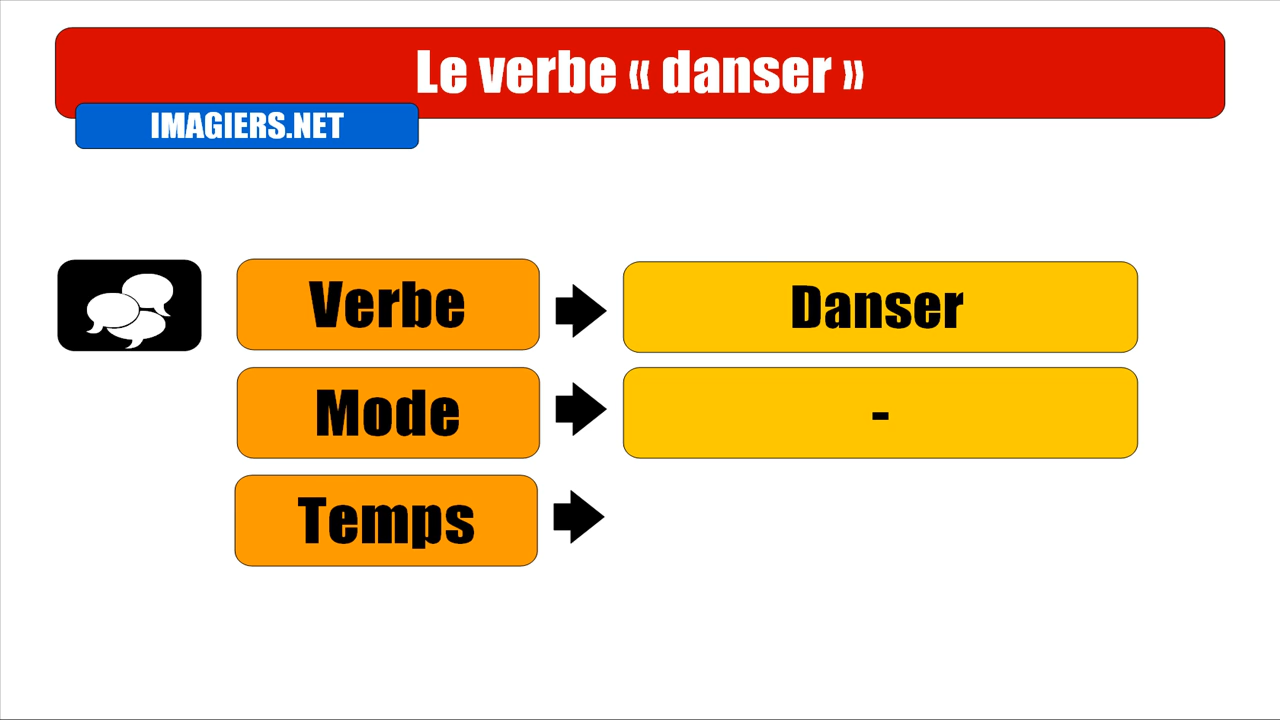 Le verbe « danser »
IMAGIERS.NET
Verbe
Danser
Mode
-
Temps